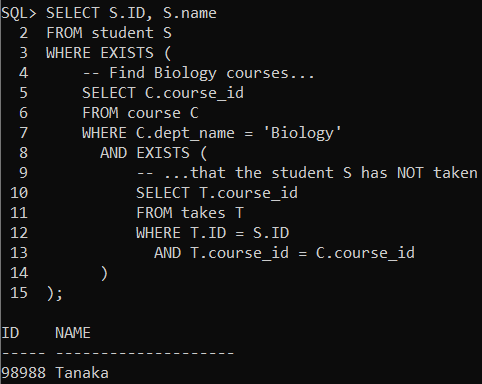 SQL> SELECT S.ID, S.name
  2  FROM student S
  3  WHERE EXISTS (
  4      -- Find Biology courses...
  5      SELECT C.course_id
  6      FROM course C
  7      WHERE C.dept_name = 'Biology'
  8        AND EXISTS (
  9            -- ...that the student S has NOT taken
 10            SELECT T.course_id
 11            FROM takes T
 12            WHERE T.ID = S.ID
 13              AND T.course_id = C.course_id
 14        )
 15  );
ID    NAME
----- --------------------
98988 Tanaka